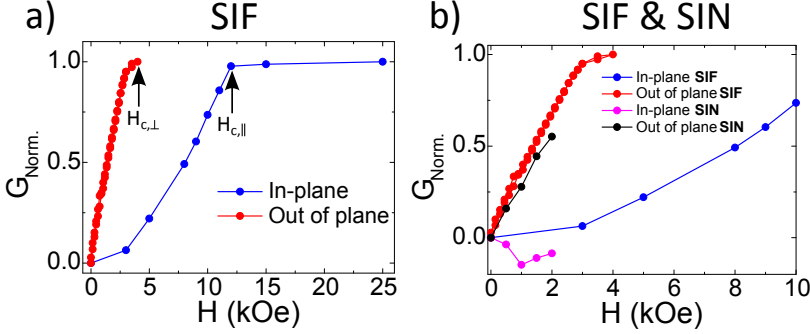 a)
SIF
1.0
0.5
0.0
G_Norm.
H_c,⊥
H_c,||
In-plane
Out of plane
0 5 10 15 20 25
H (kOe)
b)
SIF & SIN
1.0
0.5
0.0
G_Norm.
In-plane SIF
Out of plane SIF
In-plane SIN
Out of plane SIN
0 2 4 6 8 10
H (kOe)